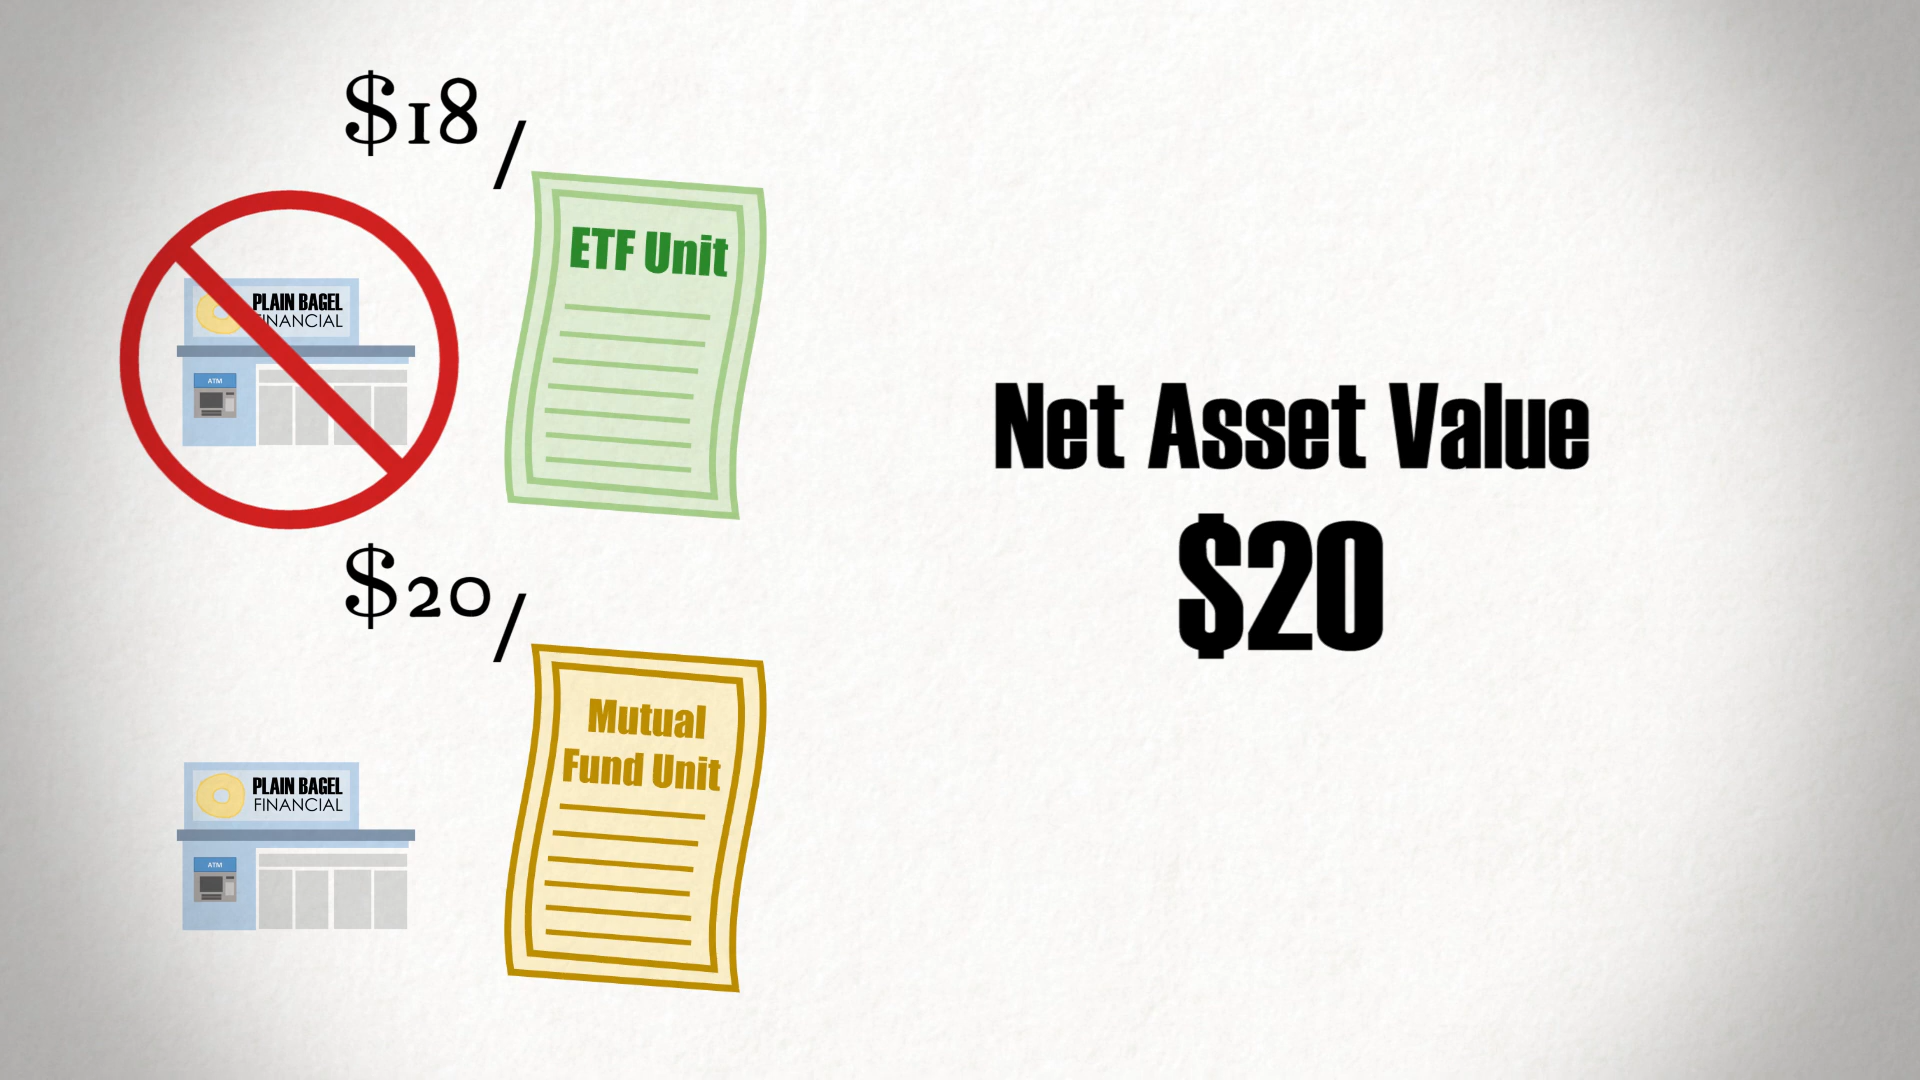 $18 /
ETF Unit
PLAIN BAGEL
FINANCIAL
ATM
Net Asset Value
$20
$20 /
Mutual
Fund Unit
PLAIN BAGEL
FINANCIAL
ATM